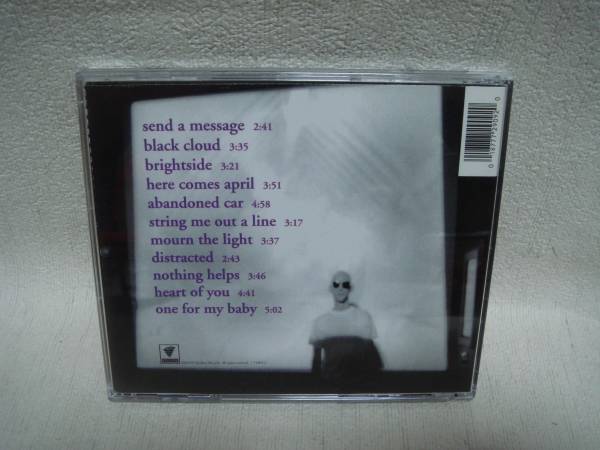 send a message 2:41
black cloud 3:35
brightside 3:21
here comes april 3:51
abandoned car 4:58
string me out a line 3:17
mourn the light 3:37
distracted 2:43
nothing helps 3:46
heart of you 4:41
one for my baby 5:02